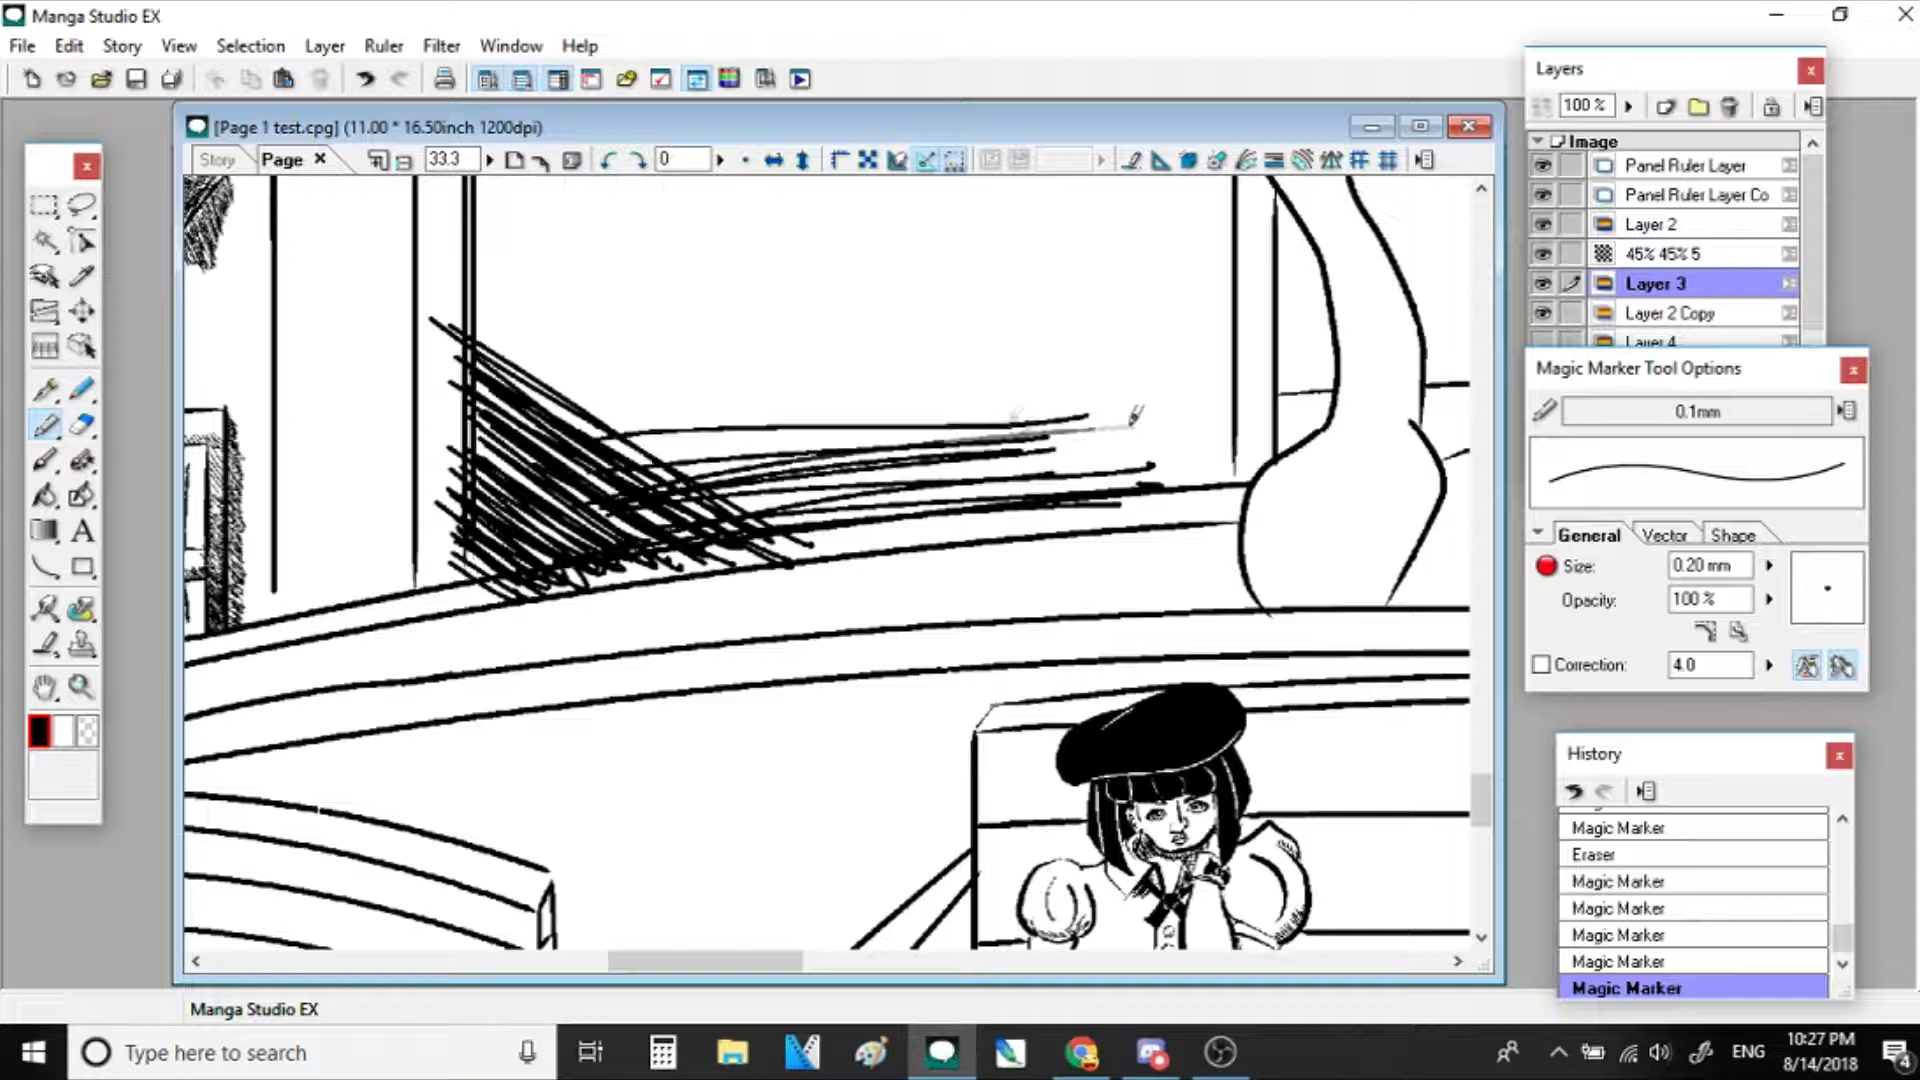 Manga Studio EX
File Edit Story View Selection Layer Ruler Filter Window Help
[Page 1 test.cpg] (11.00 * 16.50inch 1200dpi)
Story Page 33.3 0
Layers
100 %
Image
Panel Ruler Layer
Panel Ruler Layer Co
Layer 2
45% 45% 5
Layer 3
Layer 2 Copy
Layer 4
Magic Marker Tool Options
0.1mm
General Vector Shape
Size: 0.20 mm
Opacity: 100 %
Correction: 4.0
History
Magic Marker
Eraser
Magic Marker
Magic Marker
Magic Marker
Magic Marker
Magic Marker
A
Manga Studio EX
Type here to search
ENG
10:27 PM
8/14/2018
4